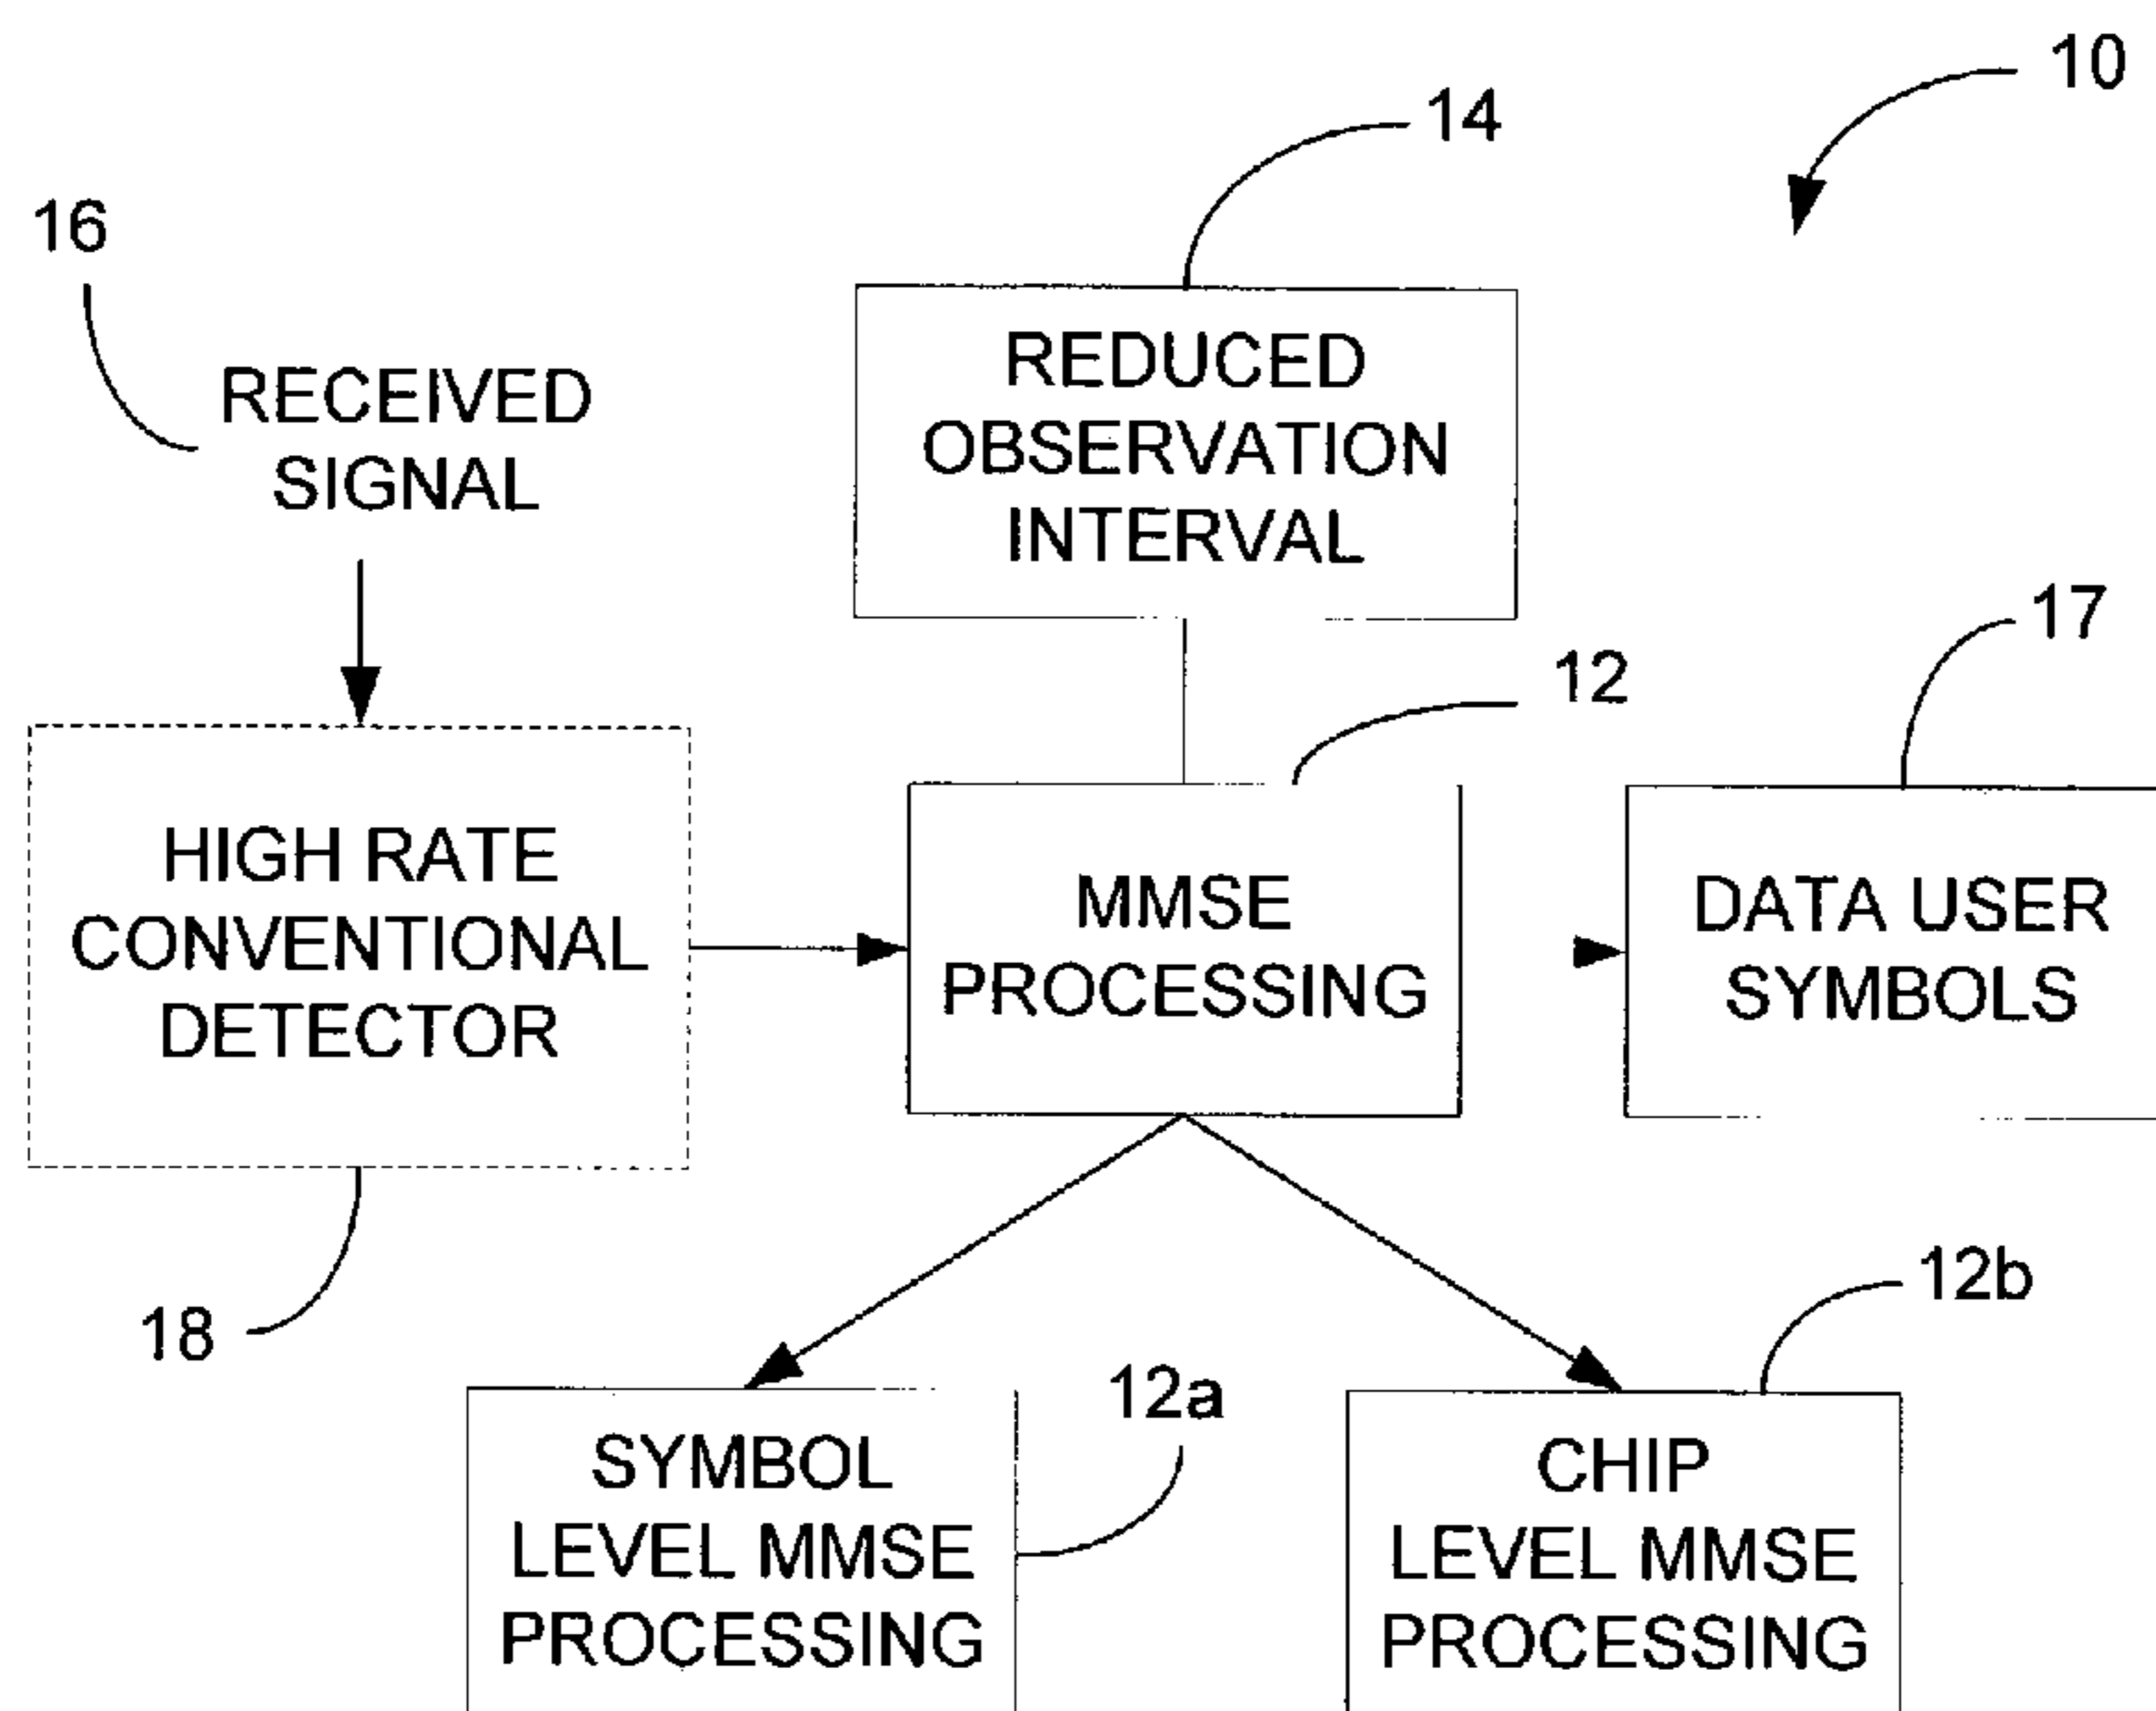 10
14
16
RECEIVED
SIGNAL
REDUCED
OBSERVATION
INTERVAL
17
12
HIGH RATE
CONVENTIONAL
DETECTOR
MMSE
PROCESSING
DATA USER
SYMBOLS
18
12b
12a
SYMBOL
LEVEL MMSE
PROCESSING
CHIP
LEVEL MMSE
PROCESSING